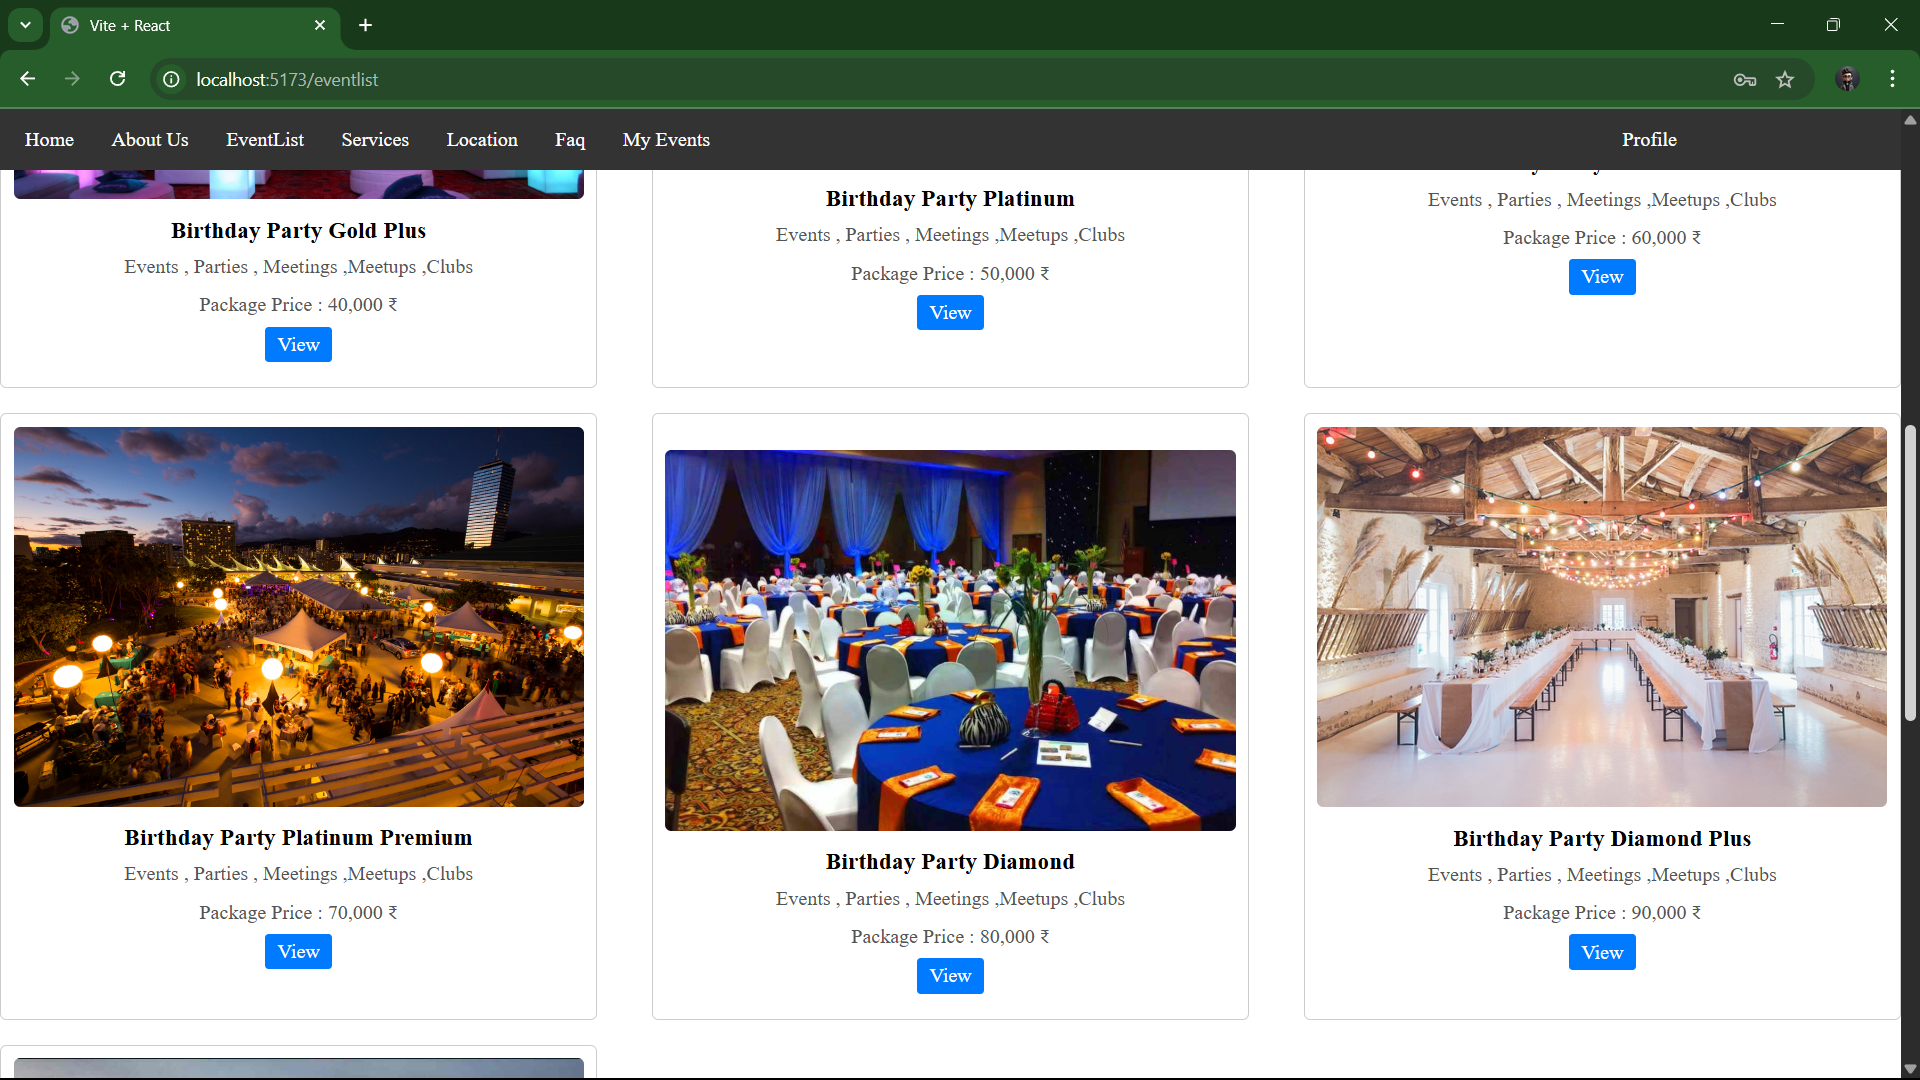 Vite + React
localhost:5173/eventlist
Home About Us EventList Services Location Faq My Events Profile
Birthday Party Gold Plus
Events , Parties , Meetings ,Meetups ,Clubs
Package Price : 40,000 ₹
View
Birthday Party Platinum
Events , Parties , Meetings ,Meetups ,Clubs
Package Price : 50,000 ₹
View
Events , Parties , Meetings ,Meetups ,Clubs
Package Price : 60,000 ₹
View
Birthday Party Platinum Premium
Events , Parties , Meetings ,Meetups ,Clubs
Package Price : 70,000 ₹
View
Birthday Party Diamond
Events , Parties , Meetings ,Meetups ,Clubs
Package Price : 80,000 ₹
View
Birthday Party Diamond Plus
Events , Parties , Meetings ,Meetups ,Clubs
Package Price : 90,000 ₹
View